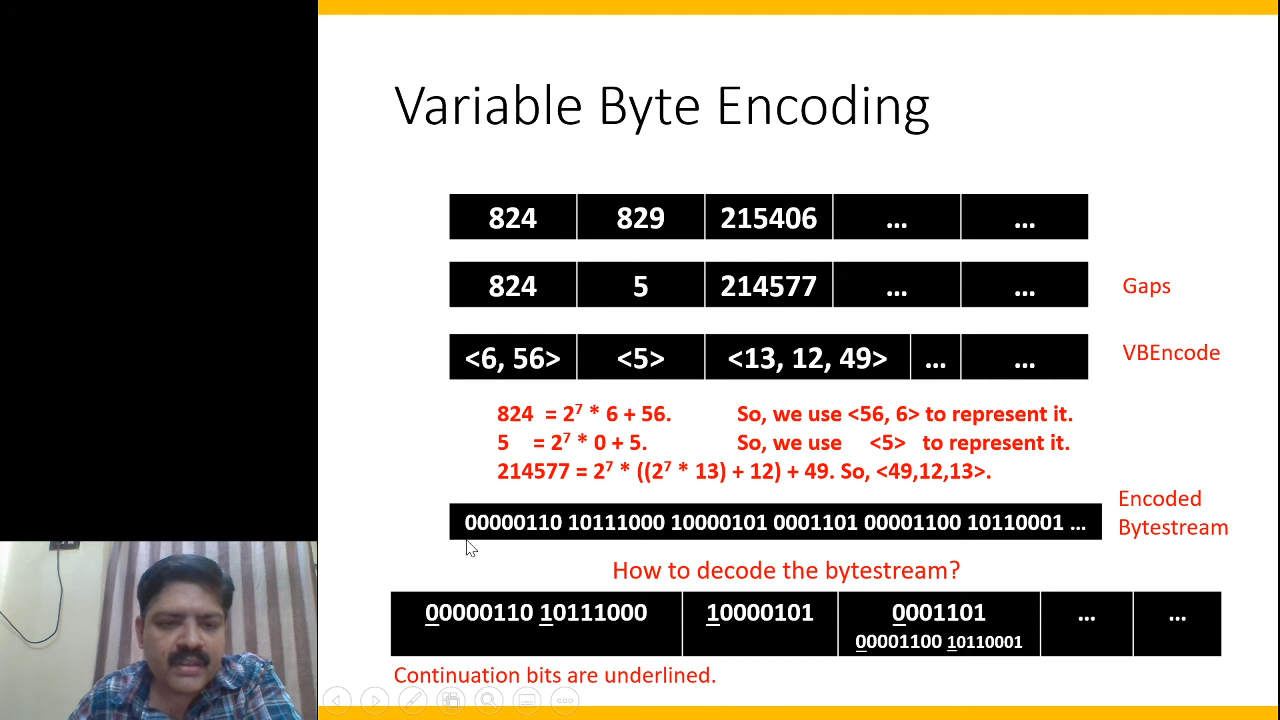 Variable Byte Encoding
824 829 215406 ... ...
824 5 214577 ... ... Gaps
<6, 56> <5> <13, 12, 49> ... ... VBEncode
824 = 2⁷ * 6 + 56. So, we use <56, 6> to represent it.
5 = 2⁷ * 0 + 5. So, we use <5> to represent it.
214577 = 2⁷ * ((2⁷ * 13) + 12) + 49. So, <49,12,13>.
00000110 10111000 10000101 0001101 00001100 10110001 ...
Encoded
Bytestream
How to decode the bytestream?
00000110 10111000 10000101 0001101 ... ...
00001100 10110001
Continuation bits are underlined.